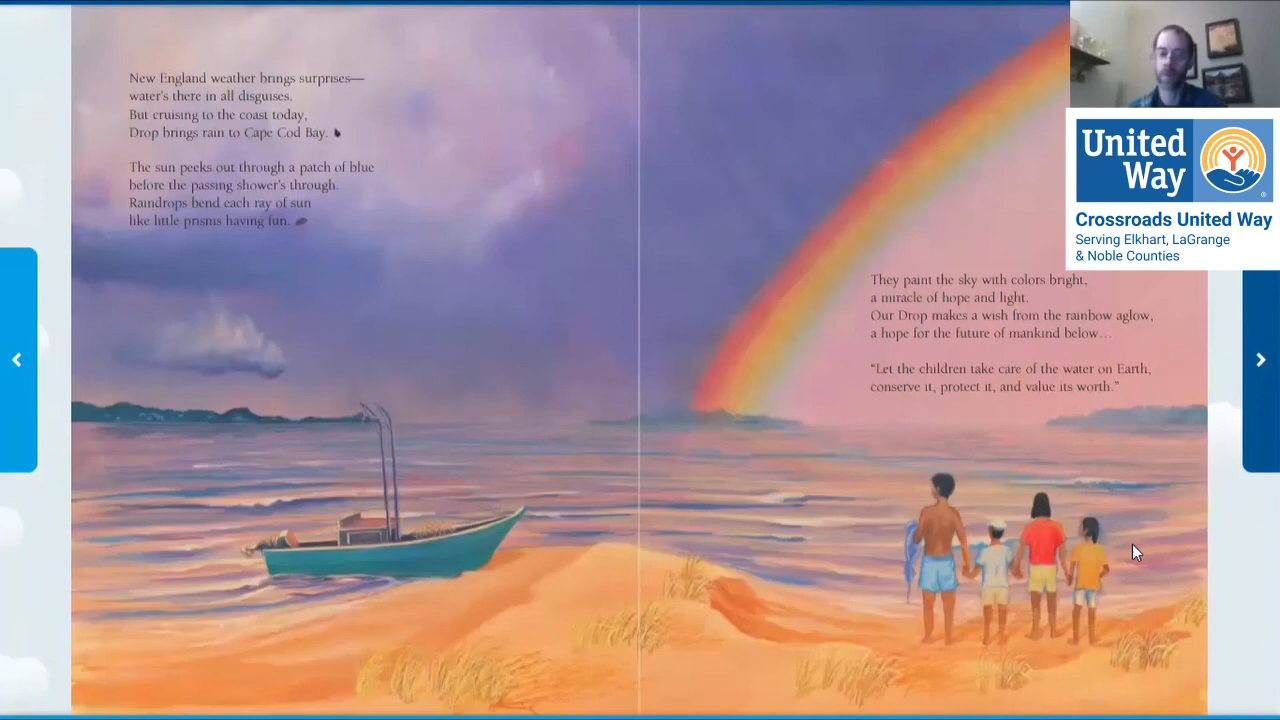 New England weather brings surprises—
water's there in all disguises.
But cruising to the coast today,
Drop brings rain to Cape Cod Bay.
The sun peeks out through a patch of blue
before the passing shower's through.
Raindrops bend each ray of sun
like little prisms having fun.
They paint the sky with colors bright,
a miracle of hope and light.
Our Drop makes a wish from the rainbow aglow,
a hope for the future of mankind below…
“Let the children take care of the water on Earth,
conserve it, protect it, and value its worth.”
United
Way
®
Crossroads United Way
Serving Elkhart, LaGrange
& Noble Counties